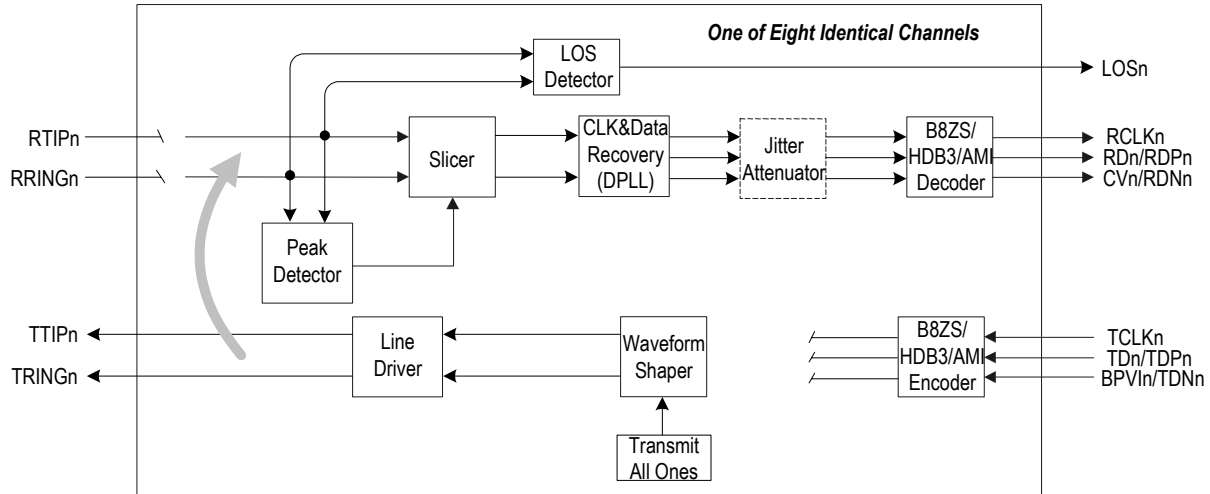 One of Eight Identical Channels
LOS
Detector
LOSn
RTIPn
RRINGn
Slicer
CLK&Data
Recovery
(DPLL)
Jitter
Attenuator
B8ZS/
HDB3/AMI
Decoder
RCLKn
RDn/RDPn
CVn/RDNn
Peak
Detector
TTIPn
TRINGn
Line
Driver
Waveform
Shaper
B8ZS/
HDB3/AMI
Encoder
TCLKn
TDn/TDPn
BPVIn/TDNn
Transmit
All Ones